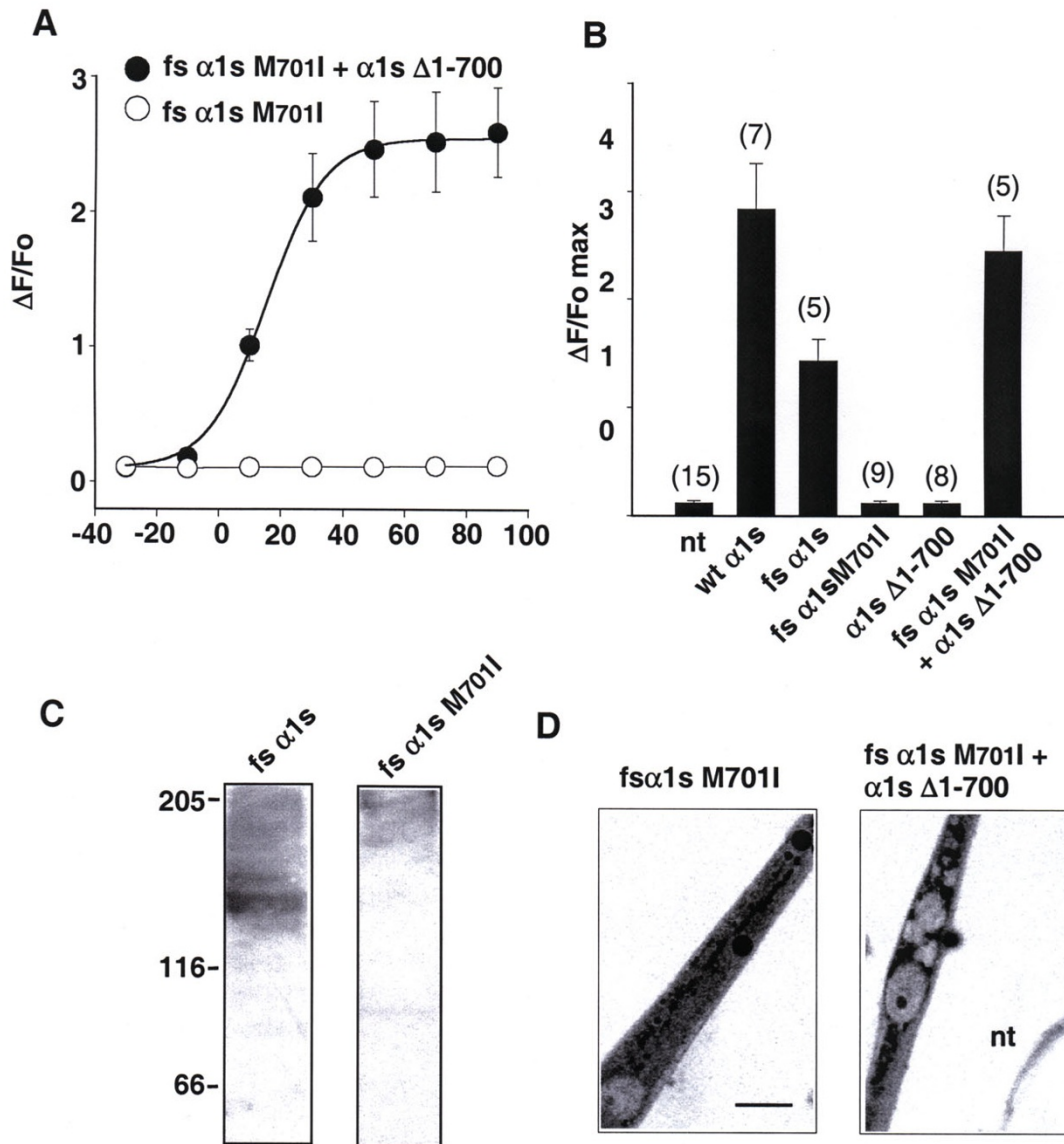 A
fs α1s M701I + α1s Δ1-700
fs α1s M701I
3
2
1
0
ΔF/Fo
-40 -20 0 20 40 60 80 100
B
4
3
2
1
0
ΔF/Fo max
(15)
(7)
(5)
(9)
(8)
(5)
nt
wt α1s
fs α1s
fs α1sM701I
α1s Δ1-700
fs α1s M701I
+ α1s Δ1-700
C
fs α1s
fs α1s M701I
205-
116-
66-
D
fsα1s M701I
fs α1s M701I +
α1s Δ1-700
nt